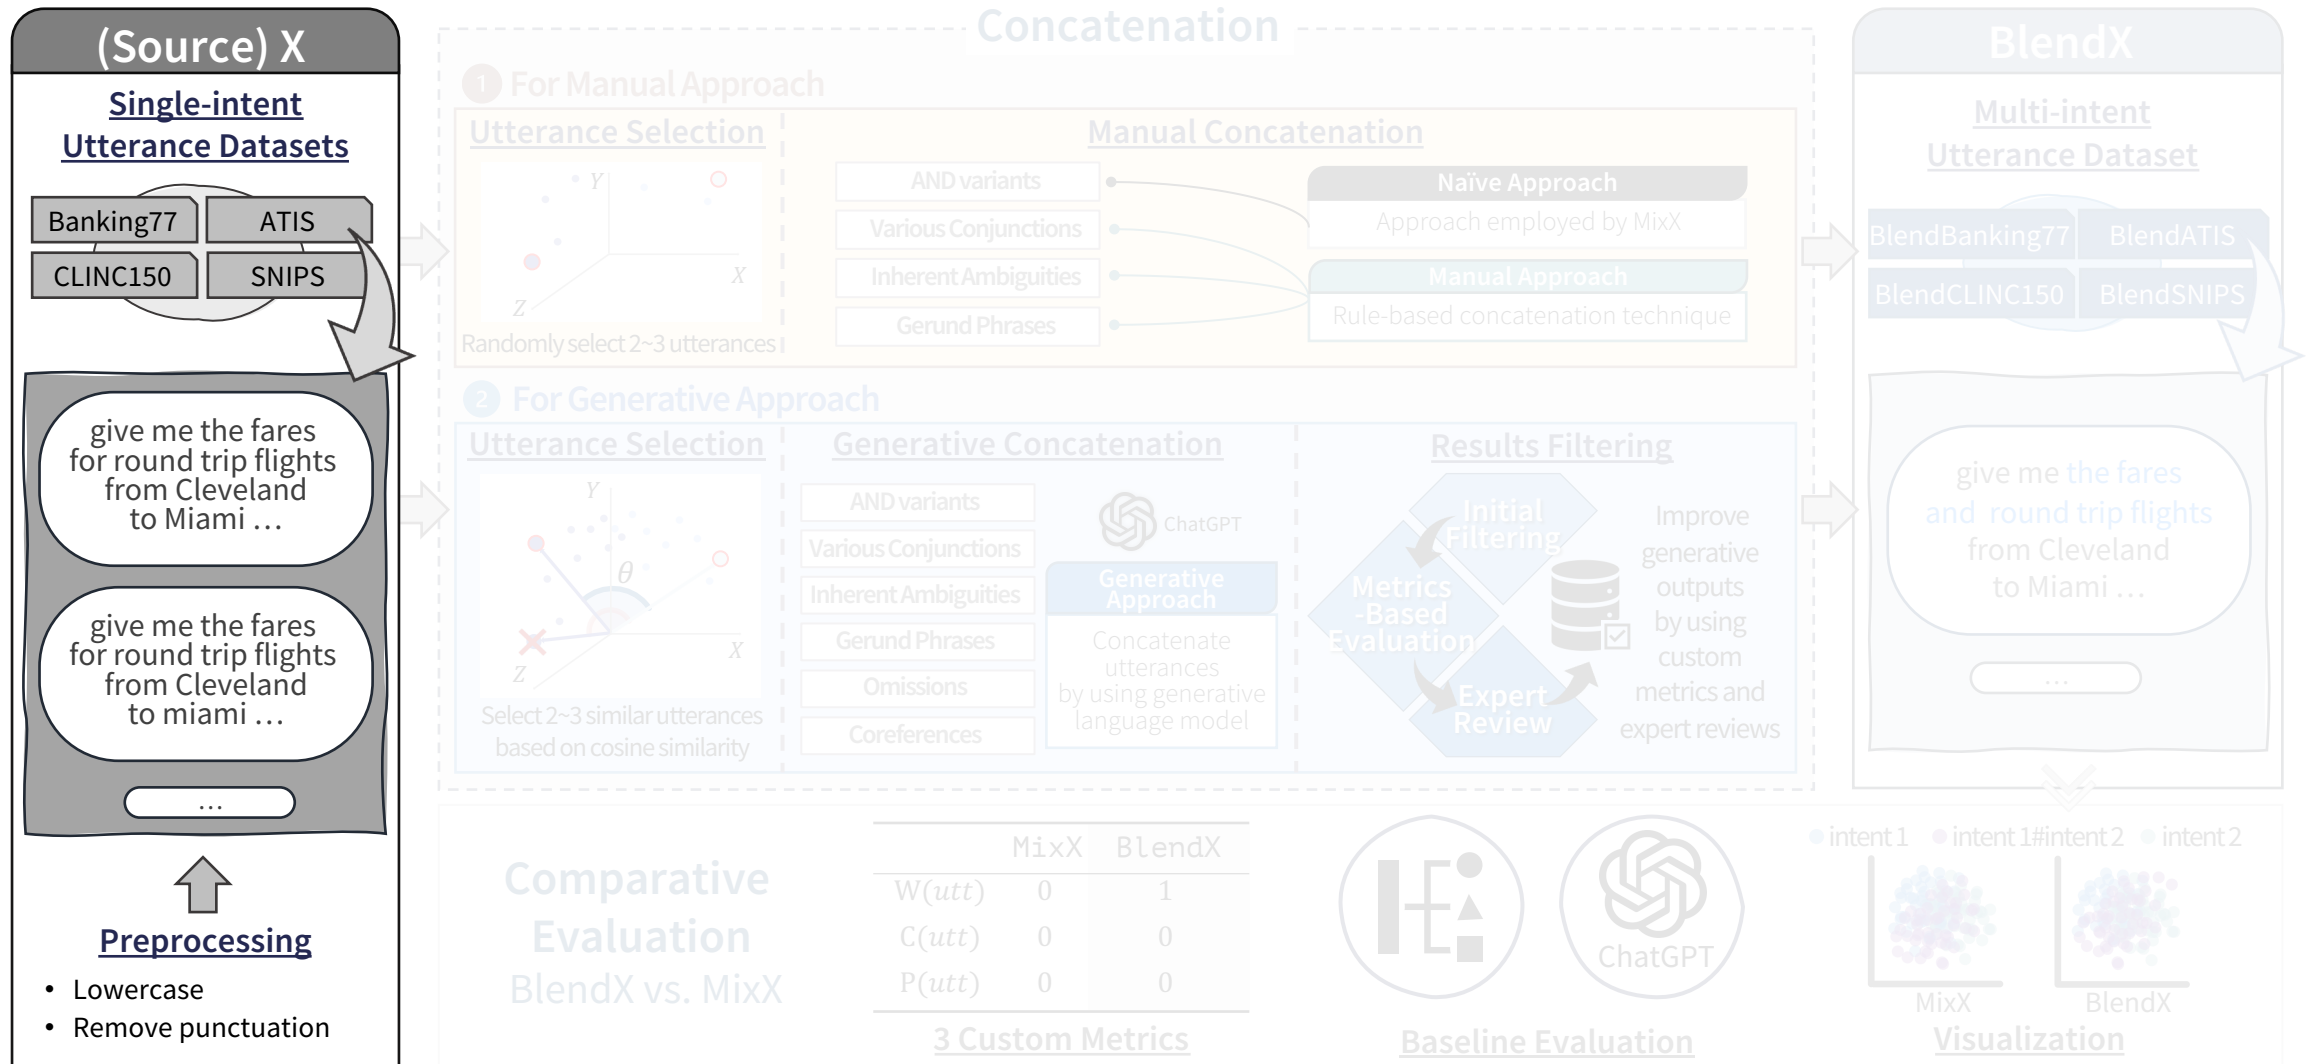 (Source) X
Single-intent
Utterance Datasets
Banking77
ATIS
CLINC150
SNIPS
give me the fares
for round trip flights
from Cleveland
to Miami …
give me the fares
for round trip flights
from Cleveland
to miami …
…
Preprocessing
• Lowercase
• Remove punctuation
Concatenation
1 For Manual Approach
Utterance Selection
Y
X
Z
Randomly select 2~3 utterances
Manual Concatenation
AND variants
Various Conjunctions
Inherent Ambiguities
Gerund Phrases
Naïve Approach
Approach employed by MixX
Manual Approach
Rule-based concatenation technique
2 For Generative Approach
Utterance Selection
Y
θ
X
Z
Select 2~3 similar utterances
based on cosine similarity
Generative Concatenation
AND variants
Various Conjunctions
Inherent Ambiguities
Gerund Phrases
Omissions
Coreferences
ChatGPT
Generative
Approach
Concatenate
utterances
by using generative
language model
Results Filtering
Initial
Filtering
Metrics
-Based
Evaluation
Expert
Review
Improve
generative
outputs
by using
custom
metrics and
expert reviews
BlendX
Multi-intent
Utterance Dataset
BlendBanking77
BlendATIS
BlendCLINC150
BlendSNIPS
give me the fares
and round trip flights
from Cleveland
to Miami …
…
Comparative
Evaluation
BlendX vs. MixX
MixX BlendX
W(utt) 0 1
C(utt) 0 0
P(utt) 0 0
3 Custom Metrics
ChatGPT
Baseline Evaluation
intent 1 intent 1#intent 2 intent 2
MixX
BlendX
Visualization